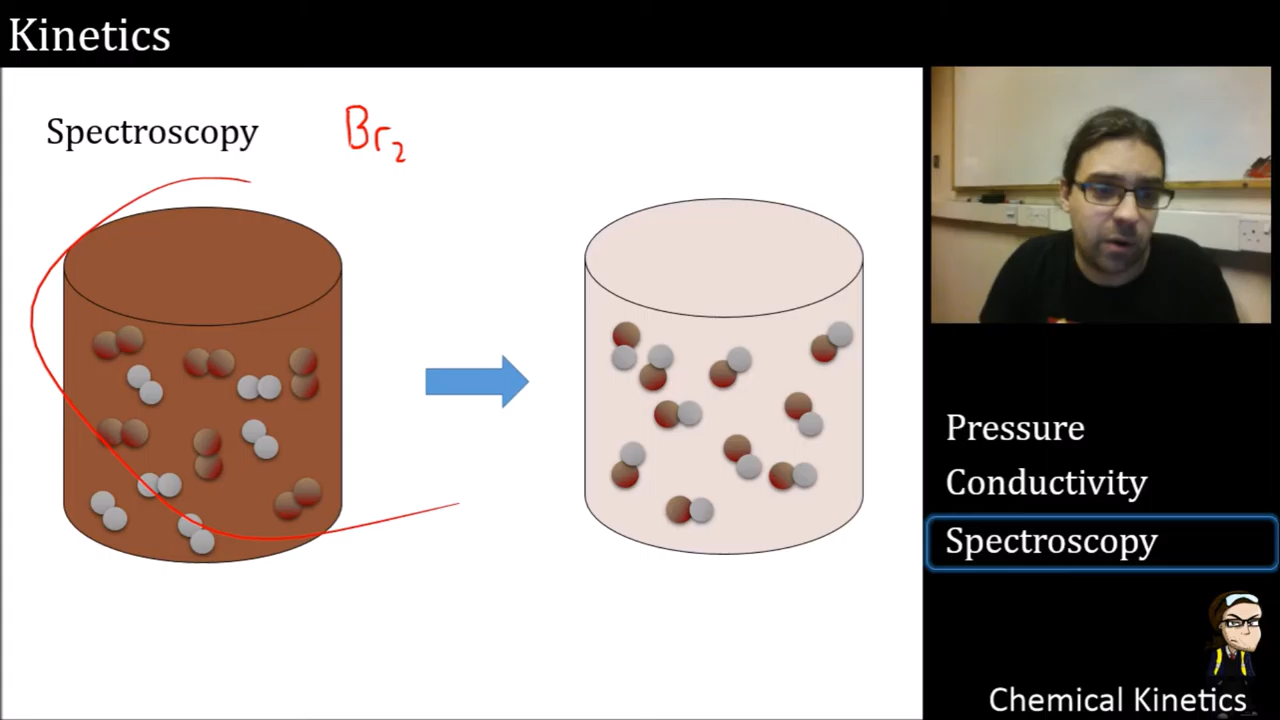 Kinetics
Spectroscopy Br₂
Pressure
Conductivity
Spectroscopy
Chemical Kinetics